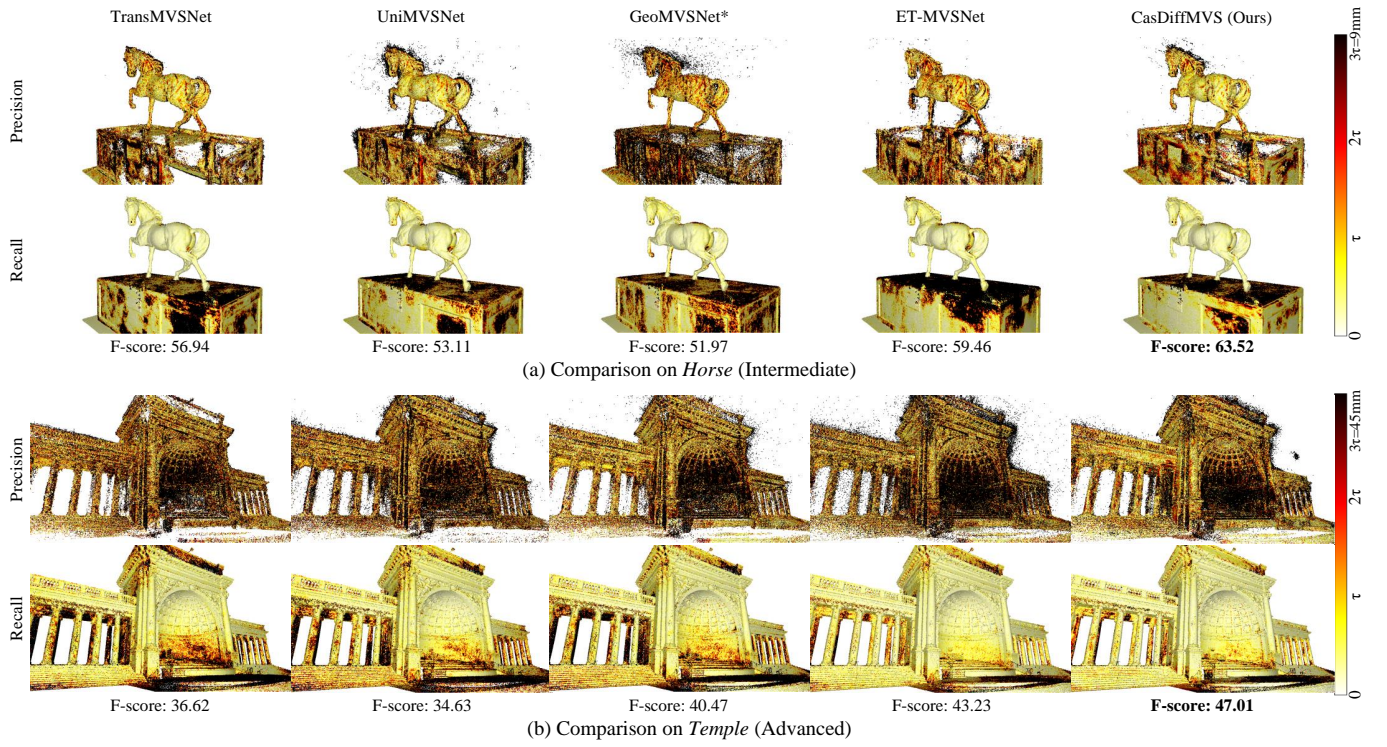 TransMVSNet UniMVSNet GeoMVSNet* ET-MVSNet CasDiffMVS (Ours)
Precision
3τ=9mm
2τ
τ
0
Recall
F-score: 56.94 F-score: 53.11 F-score: 51.97 F-score: 59.46 F-score: 63.52
(a) Comparison on Horse (Intermediate)
Precision
3τ=45mm
2τ
τ
0
Recall
F-score: 36.62 F-score: 34.63 F-score: 40.47 F-score: 43.23 F-score: 47.01
(b) Comparison on Temple (Advanced)